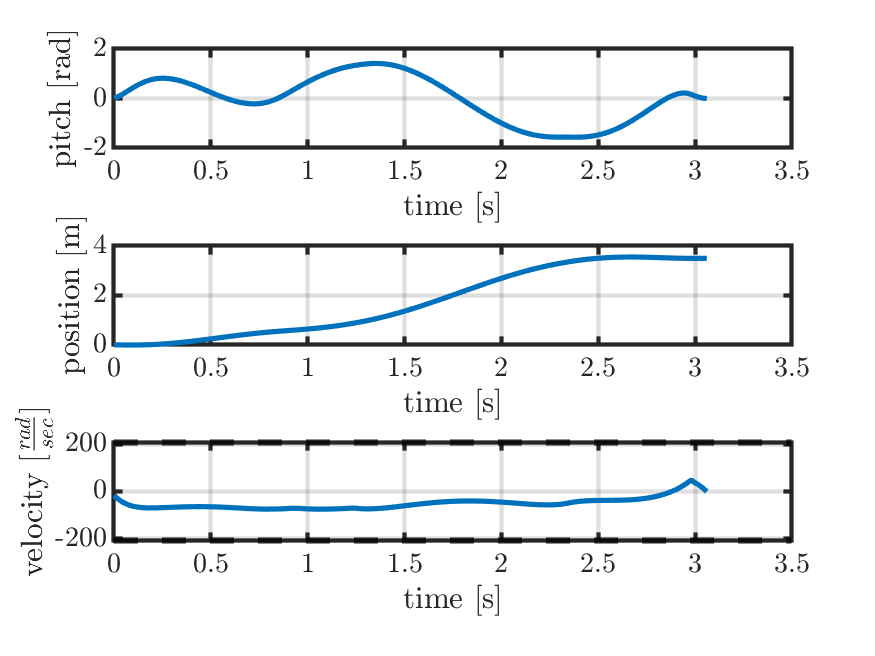 pitch [rad]
2
0
-2
0 0.5 1 1.5 2 2.5 3 3.5
time [s]
position [m]
4
2
0
0 0.5 1 1.5 2 2.5 3 3.5
time [s]
velocity [rad/sec]
200
0
-200
0 0.5 1 1.5 2 2.5 3 3.5
time [s]